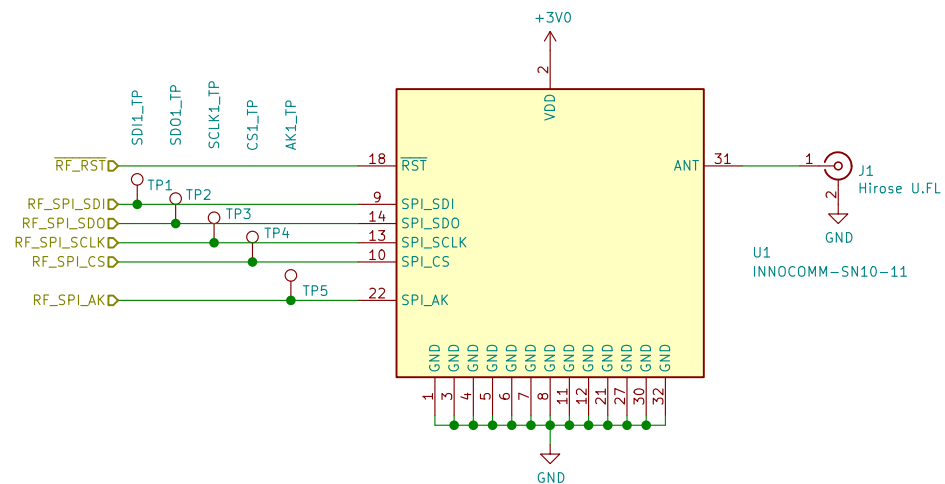 +3V0
2
VDD
SDI1_TP
SDO1_TP
SCLK1_TP
CS1_TP
AK1_TP
RF_RST
18
RST
ANT
31
1
J1
Hirose U.FL
2
GND
TP1
RF_SPI_SDI
9
SPI_SDI
TP2
RF_SPI_SDO
14
SPI_SDO
TP3
RF_SPI_SCLK
13
SPI_SCLK
TP4
RF_SPI_CS
10
SPI_CS
U1
INNOCOMM-SN10-11
RF_SPI_AK
TP5
22
SPI_AK
GND GND GND GND GND GND GND GND GND GND GND GND GND
1 3 4 5 6 7 8 11 12 21 27 30 32
GND